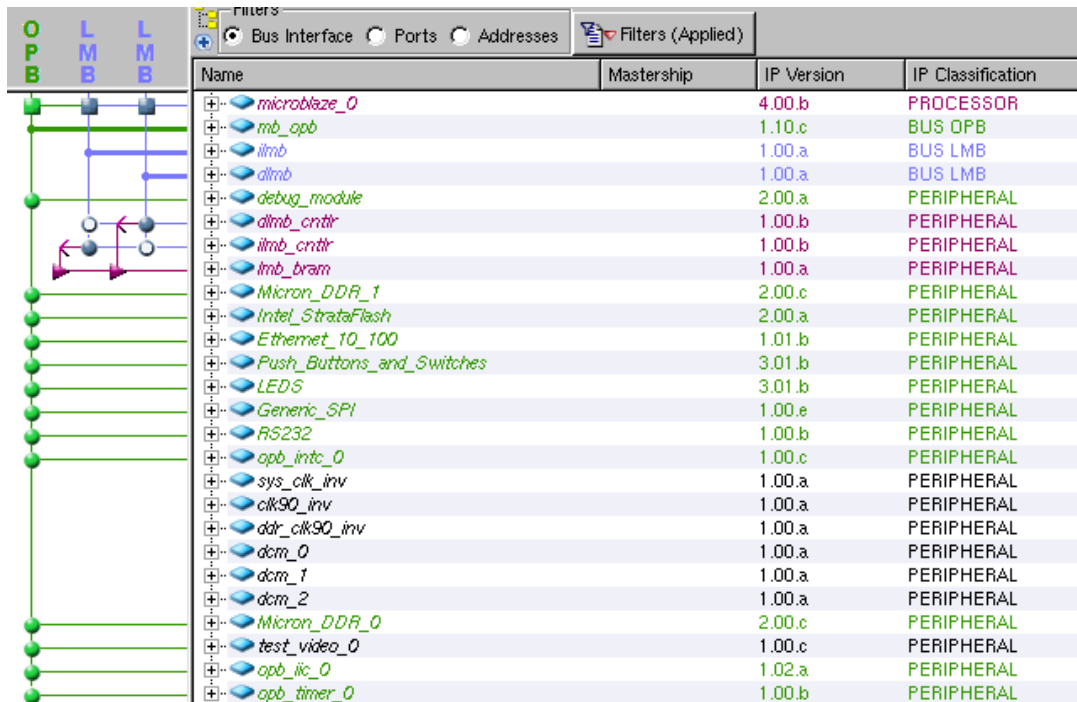 O P B
L M B
L M B
Filters
Bus Interface Ports Addresses Filters (Applied)
Name Mastership IP Version IP Classification
microblaze_0 4.00.b PROCESSOR
mb_opb 1.10.c BUS OPB
ilmb 1.00.a BUS LMB
dlmb 1.00.a BUS LMB
debug_module 2.00.a PERIPHERAL
dlmb_cntlr 1.00.b PERIPHERAL
ilmb_cntlr 1.00.b PERIPHERAL
lmb_bram 1.00.a PERIPHERAL
Micron_DDR_1 2.00.c PERIPHERAL
Intel_StrataFlash 2.00.a PERIPHERAL
Ethernet_10_100 1.01.b PERIPHERAL
Push_Buttons_and_Switches 3.01.b PERIPHERAL
LEDS 3.01.b PERIPHERAL
Generic_SPI 1.00.e PERIPHERAL
RS232 1.00.b PERIPHERAL
opb_intc_0 1.00.c PERIPHERAL
sys_clk_inv 1.00.a PERIPHERAL
clk90_inv 1.00.a PERIPHERAL
ddr_clk90_inv 1.00.a PERIPHERAL
dcm_0 1.00.a PERIPHERAL
dcm_1 1.00.a PERIPHERAL
dcm_2 1.00.a PERIPHERAL
Micron_DDR_0 2.00.c PERIPHERAL
test_video_0 1.00.c PERIPHERAL
opb_iic_0 1.02.a PERIPHERAL
opb_timer_0 1.00.b PERIPHERAL